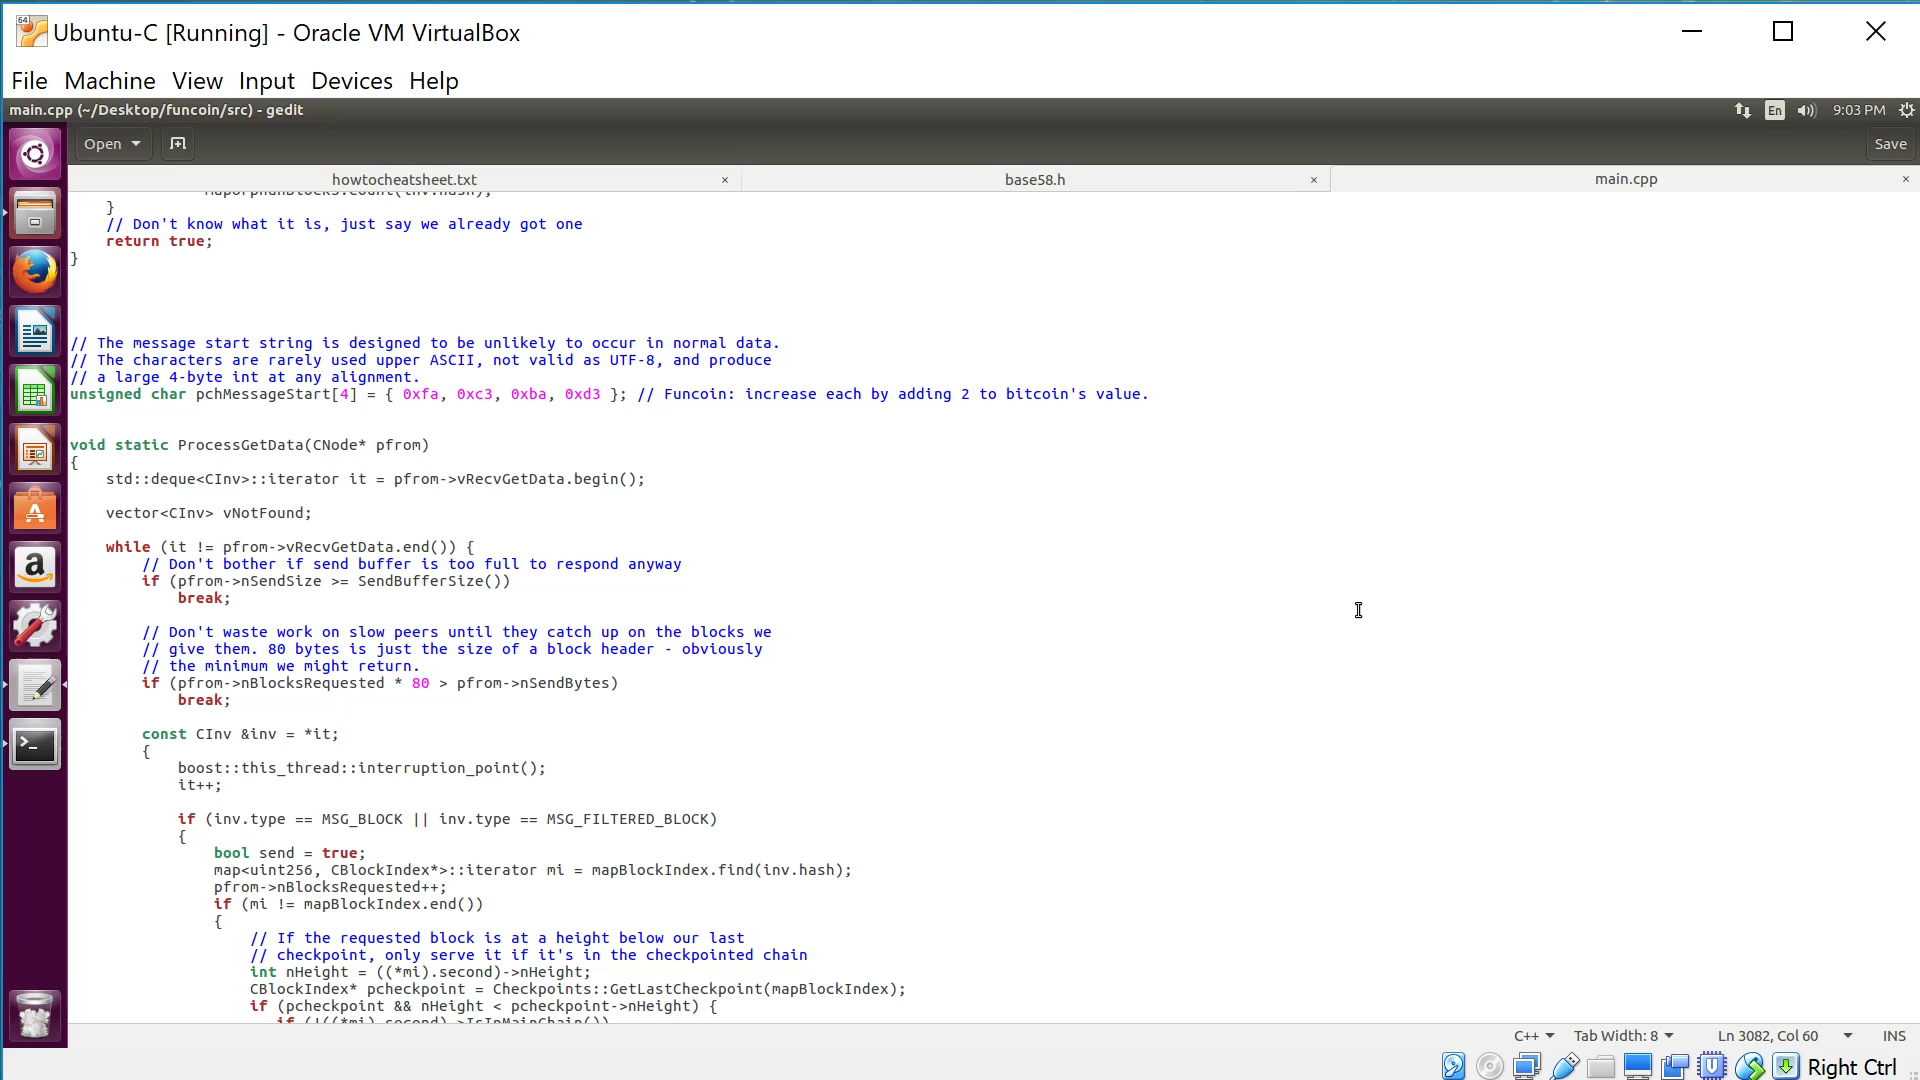 Ubuntu-C [Running] - Oracle VM VirtualBox
File Machine View Input Devices Help
main.cpp (~/Desktop/funcoin/src) - gedit
En
9:03 PM
Open
Save
howtocheatsheet.txt
base58.h
main.cpp
}
// Don't know what it is, just say we already got one
return true;
}
// The message start string is designed to be unlikely to occur in normal data.
// The characters are rarely used upper ASCII, not valid as UTF-8, and produce
// a large 4-byte int at any alignment.
unsigned char pchMessageStart[4] = { 0xfa, 0xc3, 0xba, 0xd3 }; // Funcoin: increase each by adding 2 to bitcoin's value.
void static ProcessGetData(CNode* pfrom)
{
std::deque<CInv>::iterator it = pfrom->vRecvGetData.begin();
vector<CInv> vNotFound;
while (it != pfrom->vRecvGetData.end()) {
// Don't bother if send buffer is too full to respond anyway
if (pfrom->nSendSize >= SendBufferSize())
break;
// Don't waste work on slow peers until they catch up on the blocks we
// give them. 80 bytes is just the size of a block header - obviously
// the minimum we might return.
if (pfrom->nBlocksRequested * 80 > pfrom->nSendBytes)
break;
const CInv &inv = *it;
{
boost::this_thread::interruption_point();
it++;
if (inv.type == MSG_BLOCK || inv.type == MSG_FILTERED_BLOCK)
{
bool send = true;
map<uint256, CBlockIndex*>::iterator mi = mapBlockIndex.find(inv.hash);
pfrom->nBlocksRequested++;
if (mi != mapBlockIndex.end())
{
// If the requested block is at a height below our last
// checkpoint, only serve it if it's in the checkpointed chain
int nHeight = ((*mi).second)->nHeight;
CBlockIndex* pcheckpoint = Checkpoints::GetLastCheckpoint(mapBlockIndex);
if (pcheckpoint && nHeight < pcheckpoint->nHeight) {
C++
Tab Width: 8
Ln 3082, Col 60
INS
Right Ctrl